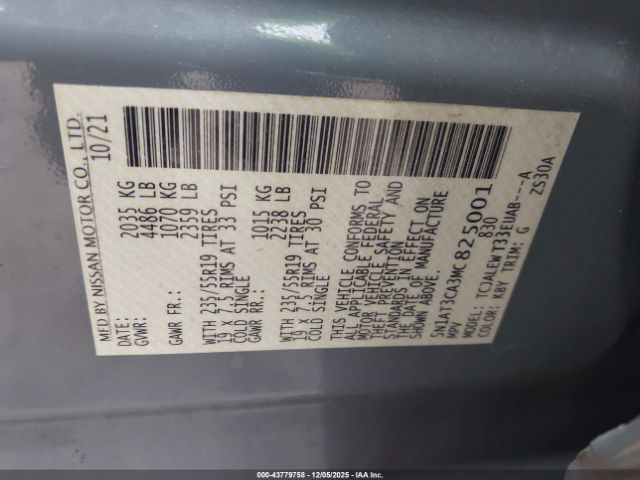 MFD BY NISSAN MOTOR CO., LTD.
DATE: 10/21
GVWR: 2035 KG
4486 LB
GAWR FR.: 1070 KG
2359 LB
WITH 235/55R19 TIRES
19 X 7.5 RIMS AT 33 PSI
COLD SINGLE
GAWR RR.: 1015 KG
2238 LB
WITH 235/55R19 TIRES
19 X 7.5 RIMS AT 30 PSI
COLD SINGLE
THIS VEHICLE CONFORMS TO
ALL APPLICABLE FEDERAL
MOTOR VEHICLE SAFETY AND
THEFT PREVENTION
STANDARDS IN EFFECT ON
THE DATE OF MANUFACTURE
SHOWN ABOVE.
5N1AT3CA3MC825001
MPV 830
MODEL: TCJALEW T33EUAB---A
COLOR: KBY TRIM: G ZS30A
000-43779758 | 12/05/2025 - IAA Inc.